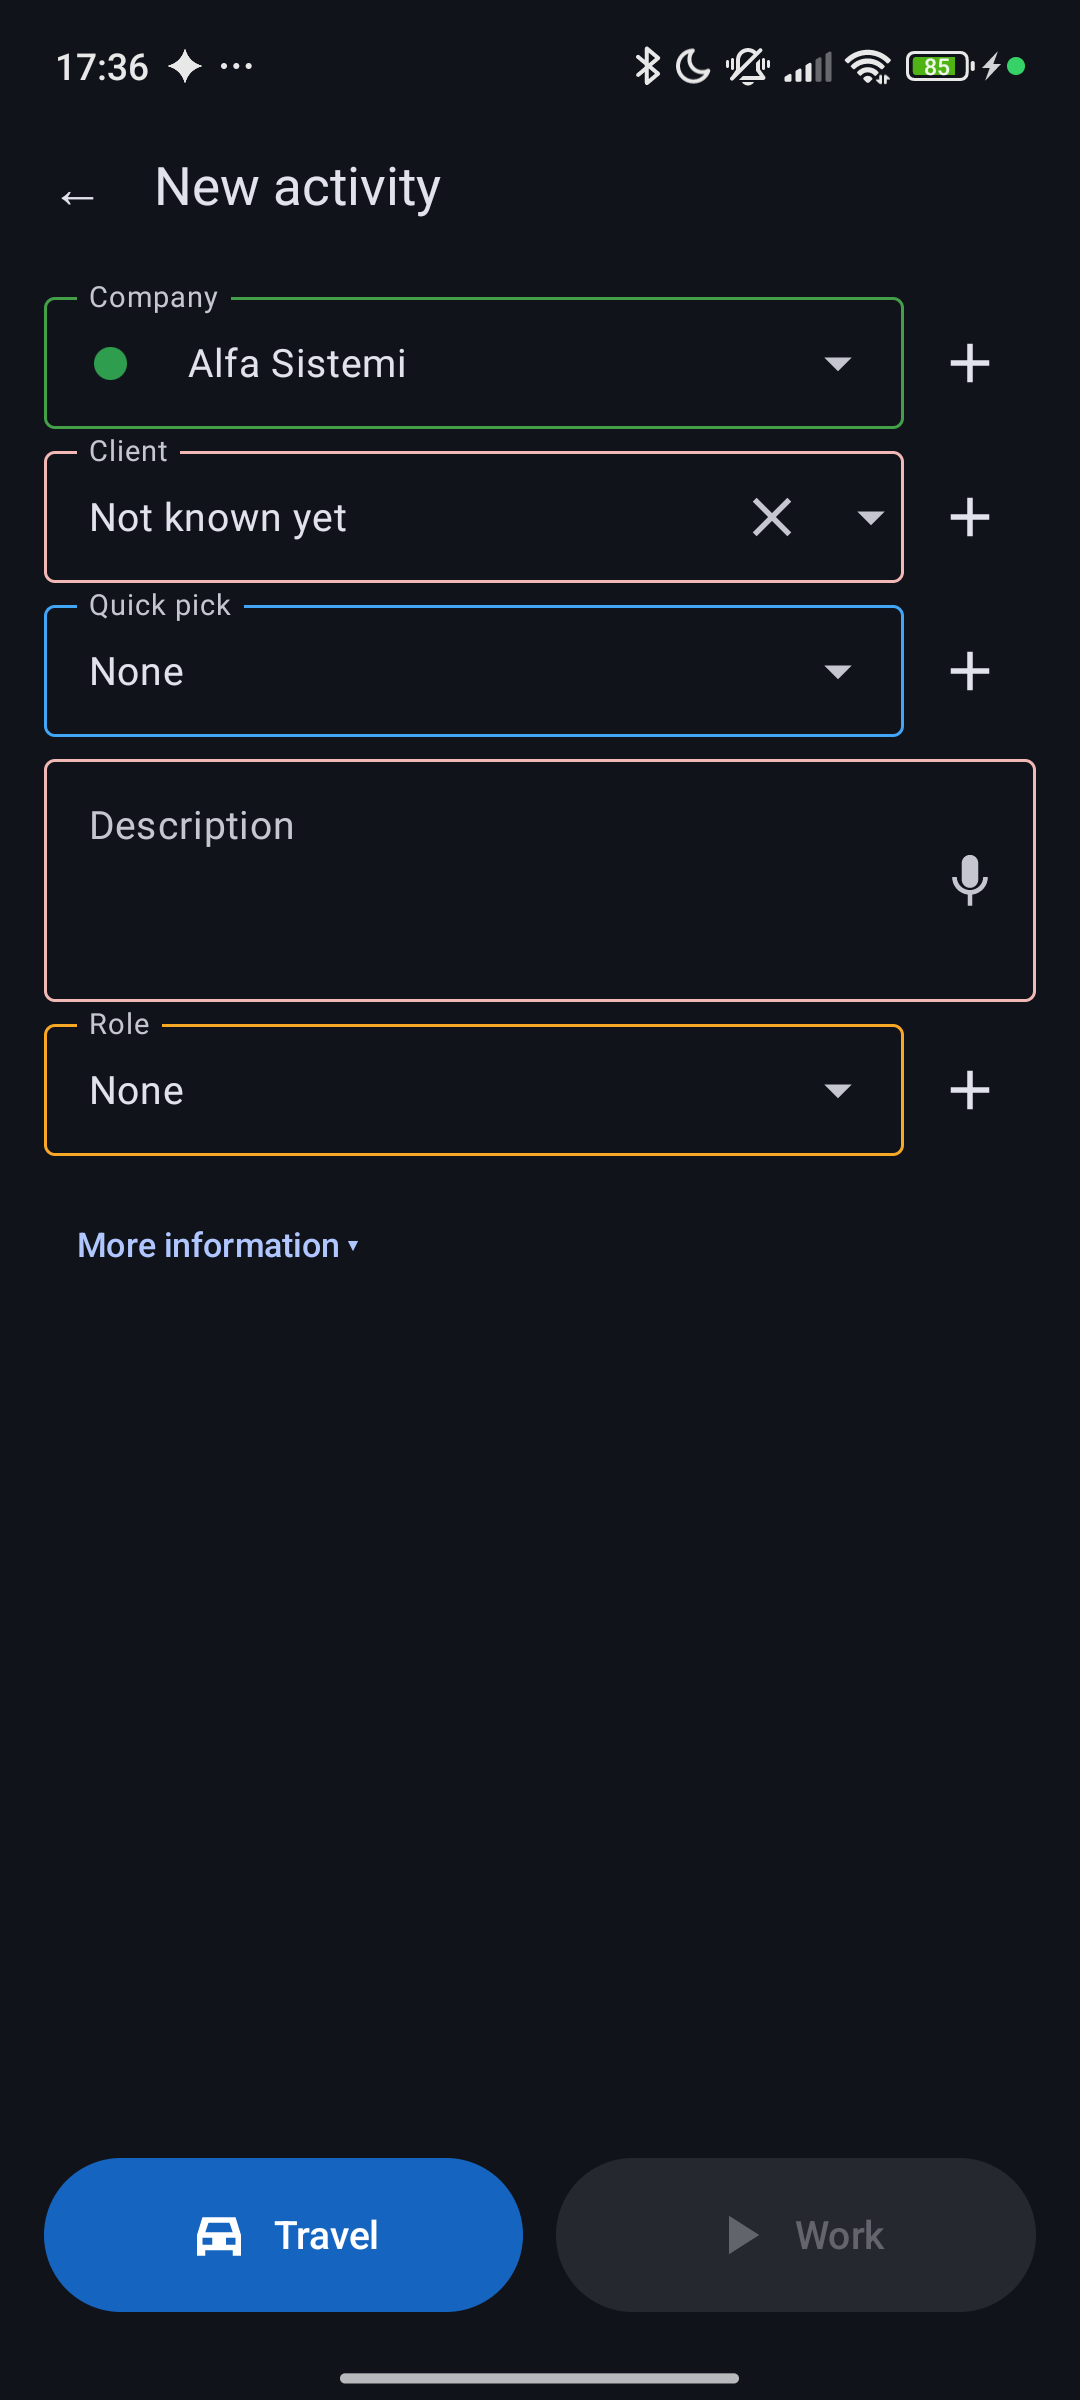 17:36
85
New activity
Company
Alfa Sistemi
Client
Not known yet
Quick pick
None
Description
Role
None
More information
Travel
Work